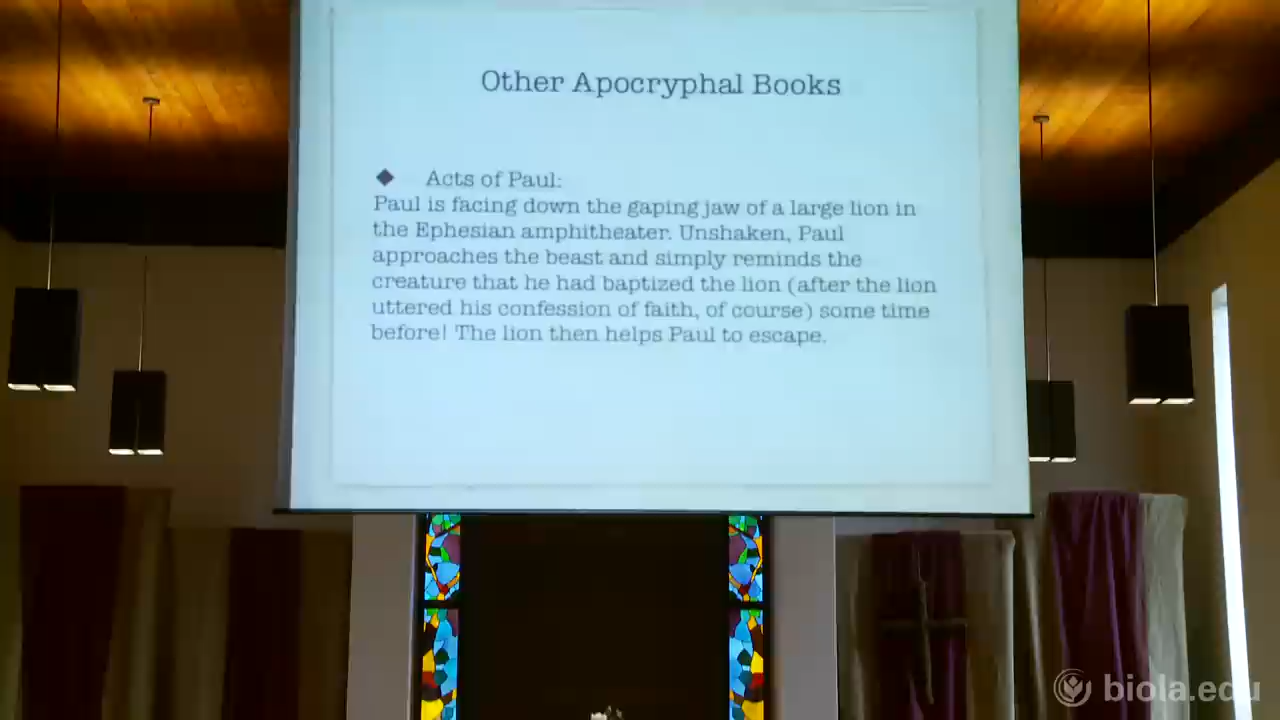 Other Apocryphal Books
Acts of Paul:
Paul is facing down the gaping jaw of a large lion in
the Ephesian amphitheater. Unshaken, Paul
approaches the beast and simply reminds the
creature that he had baptized the lion (after the lion
uttered his confession of faith, of course) some time
before! The lion then helps Paul to escape.
biola.edu